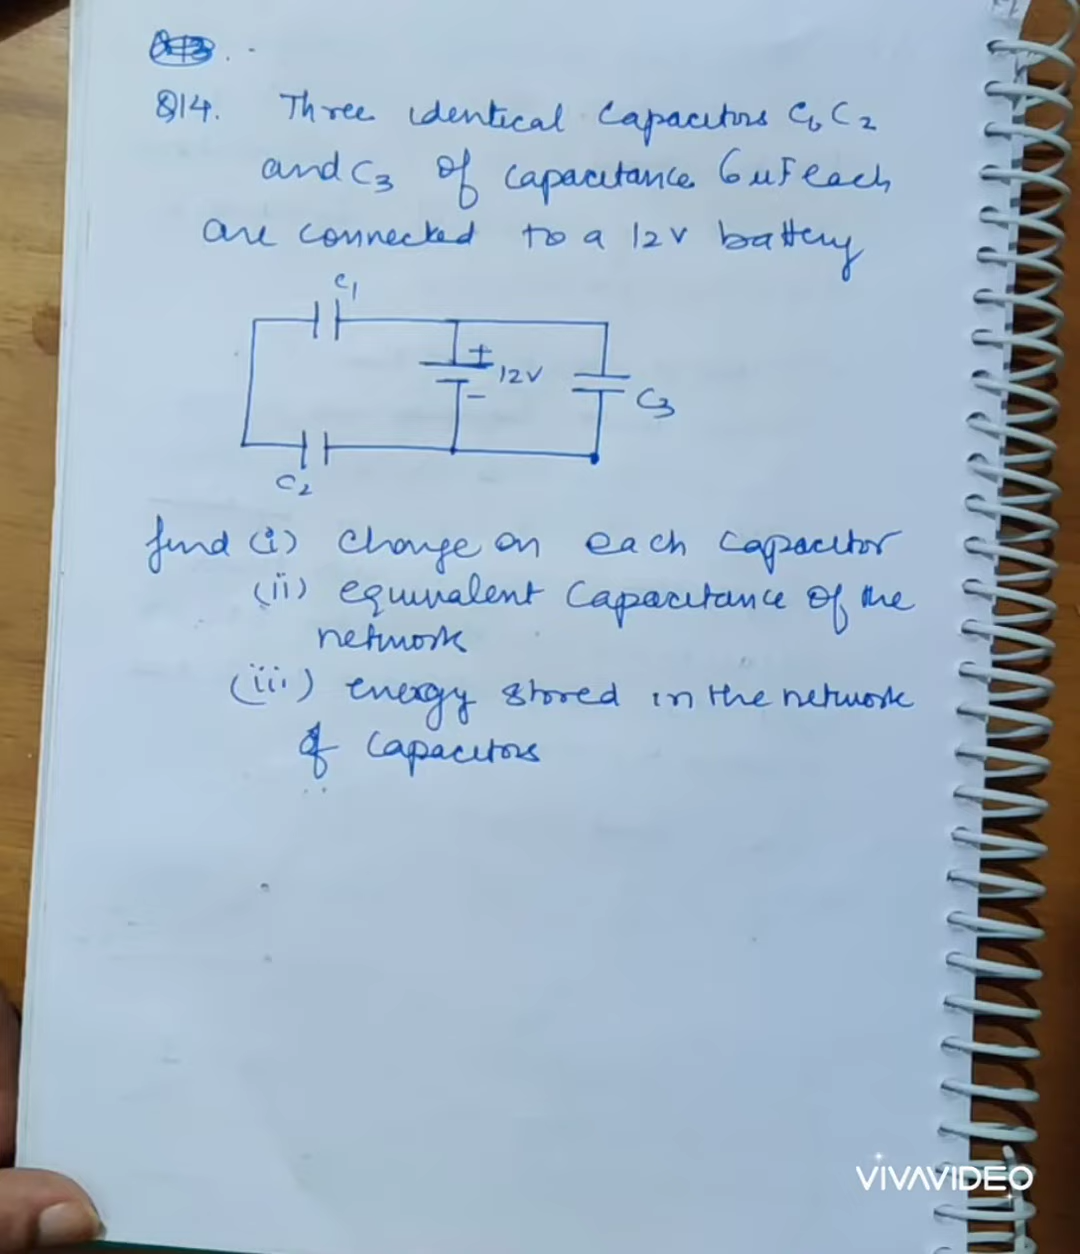 Q14. Three identical capacitors C1, C2
and C3 of capacitance 6uF each
are connected to a 12V battery
C1
+
12V
-
C3
C2
find (i) charge on each capacitor
(ii) equivalent capacitance of the
network
(iii) energy stored in the network
of capacitors
VIVAVIDEO